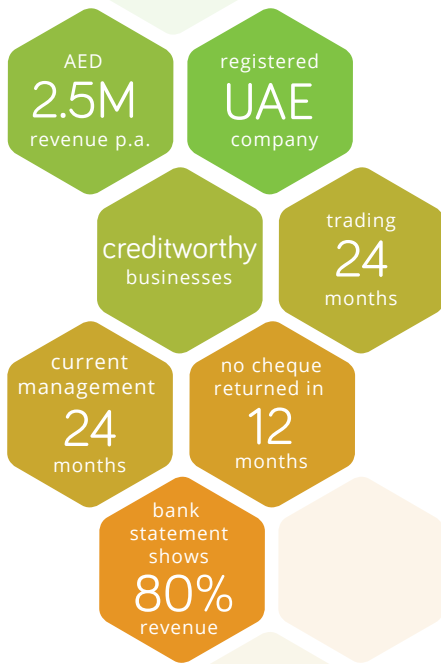 AED
2.5M
revenue p.a.
registered
UAE
company
creditworthy
businesses
trading
24
months
current
management
24
months
no cheque
returned in
12
months
bank
statement
shows
80%
revenue